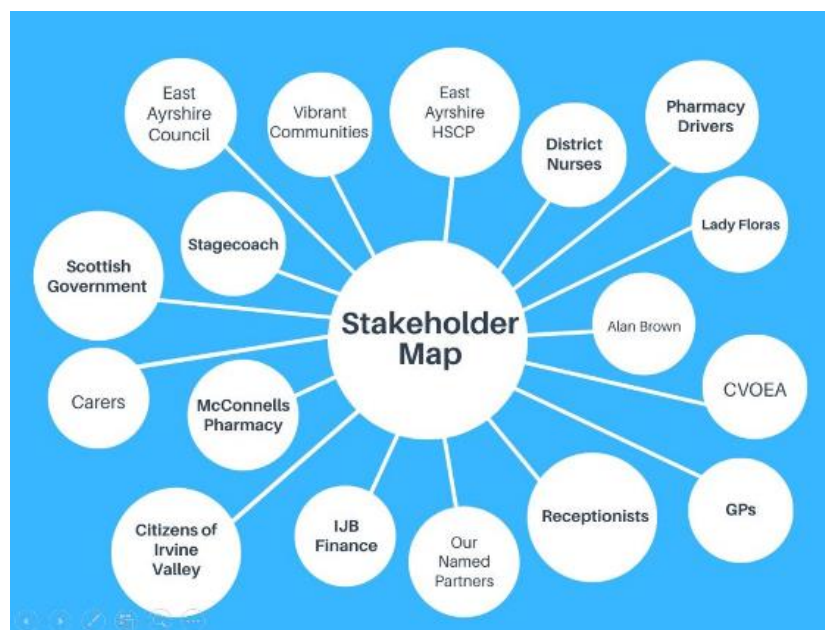 East
Ayrshire
Council
Vibrant
Communities
East
Ayrshire
HSCP
District
Nurses
Pharmacy
Drivers
Stagecoach
Lady Floras
Scottish
Government
Stakeholder
Map
Alan Brown
Carers
McConnells
Pharmacy
CVOEA
Citizens of
Irvine
Valley
IJB
Finance
Our
Named
Partners
Receptionists
GPs